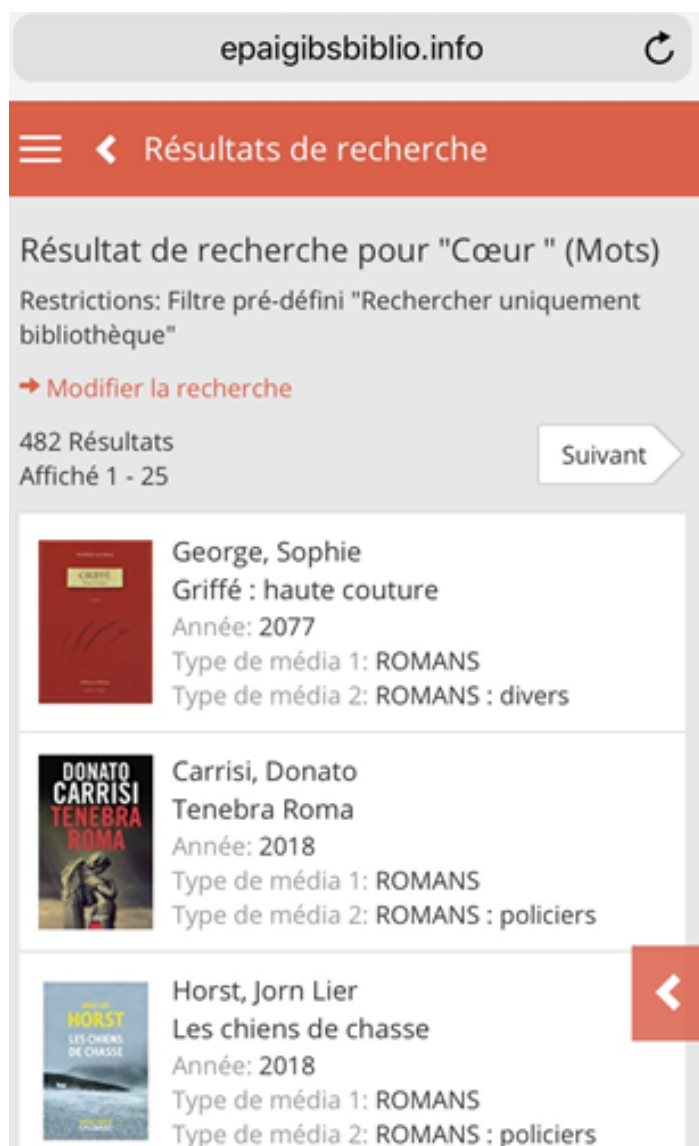 epaigibsbiblio.info
Résultats de recherche
Résultat de recherche pour "Cœur " (Mots)
Restrictions: Filtre pré-défini "Rechercher uniquement
bibliothèque"
Modifier la recherche
482 Résultats
Affiché 1 - 25
Suivant
GRIFFÉ
George, Sophie
Griffé : haute couture
Année: 2077
Type de média 1: ROMANS
Type de média 2: ROMANS : divers
DONATO
CARRISI
TENEBRA
ROMA
Carrisi, Donato
Tenebra Roma
Année: 2018
Type de média 1: ROMANS
Type de média 2: ROMANS : policiers
HORST
LES CHIENS
DE CHASSE
Horst, Jorn Lier
Les chiens de chasse
Année: 2018
Type de média 1: ROMANS
Type de média 2: ROMANS : policiers